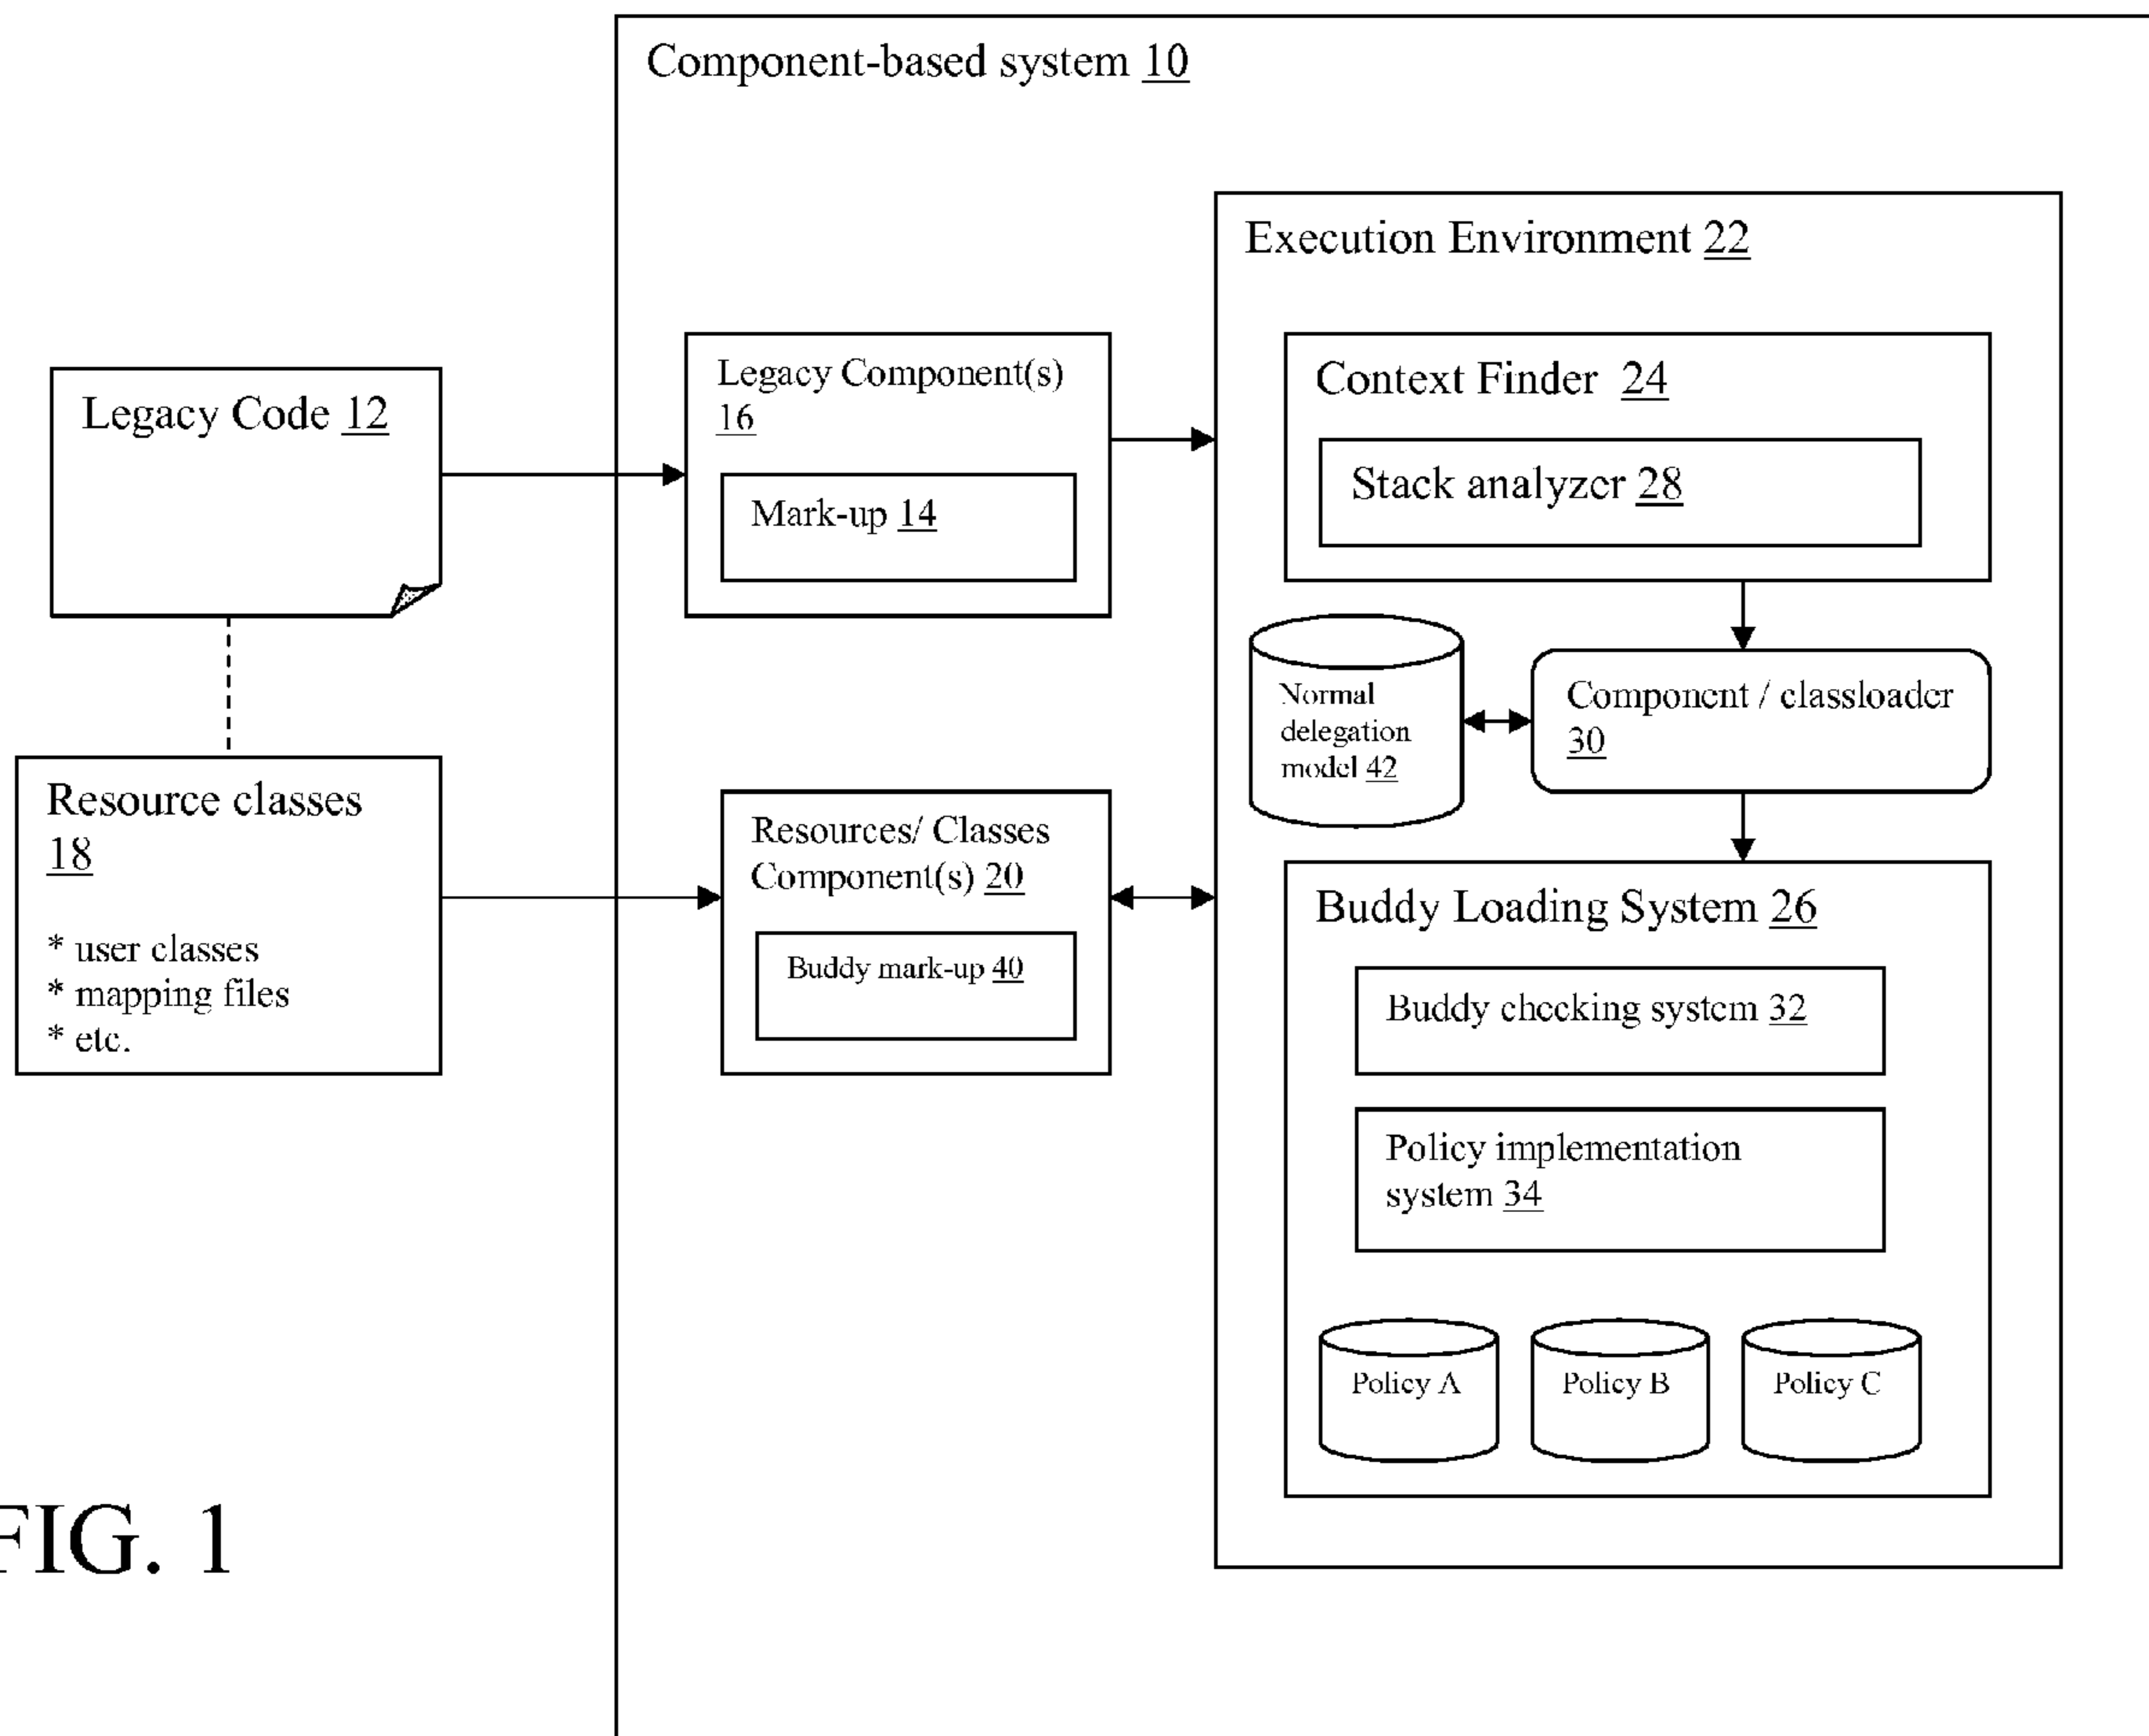 Component-based system 10
Execution Environment 22
Legacy Code 12
Legacy Component(s)
16
Mark-up 14
Context Finder 24
Stack analyzer 28
Normal
delegation
model 42
Component / classloader
30
Resource classes
18
* user classes
* mapping files
* etc.
Resources/ Classes
Component(s) 20
Buddy mark-up 40
Buddy Loading System 26
Buddy checking system 32
Policy implementation
system 34
Policy A
Policy B
Policy C
FIG. 1